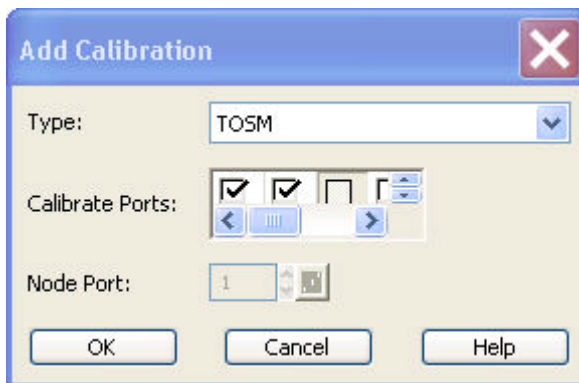 Add Calibration
Type: TOSM
Calibrate Ports:
Node Port: 1
OK Cancel Help